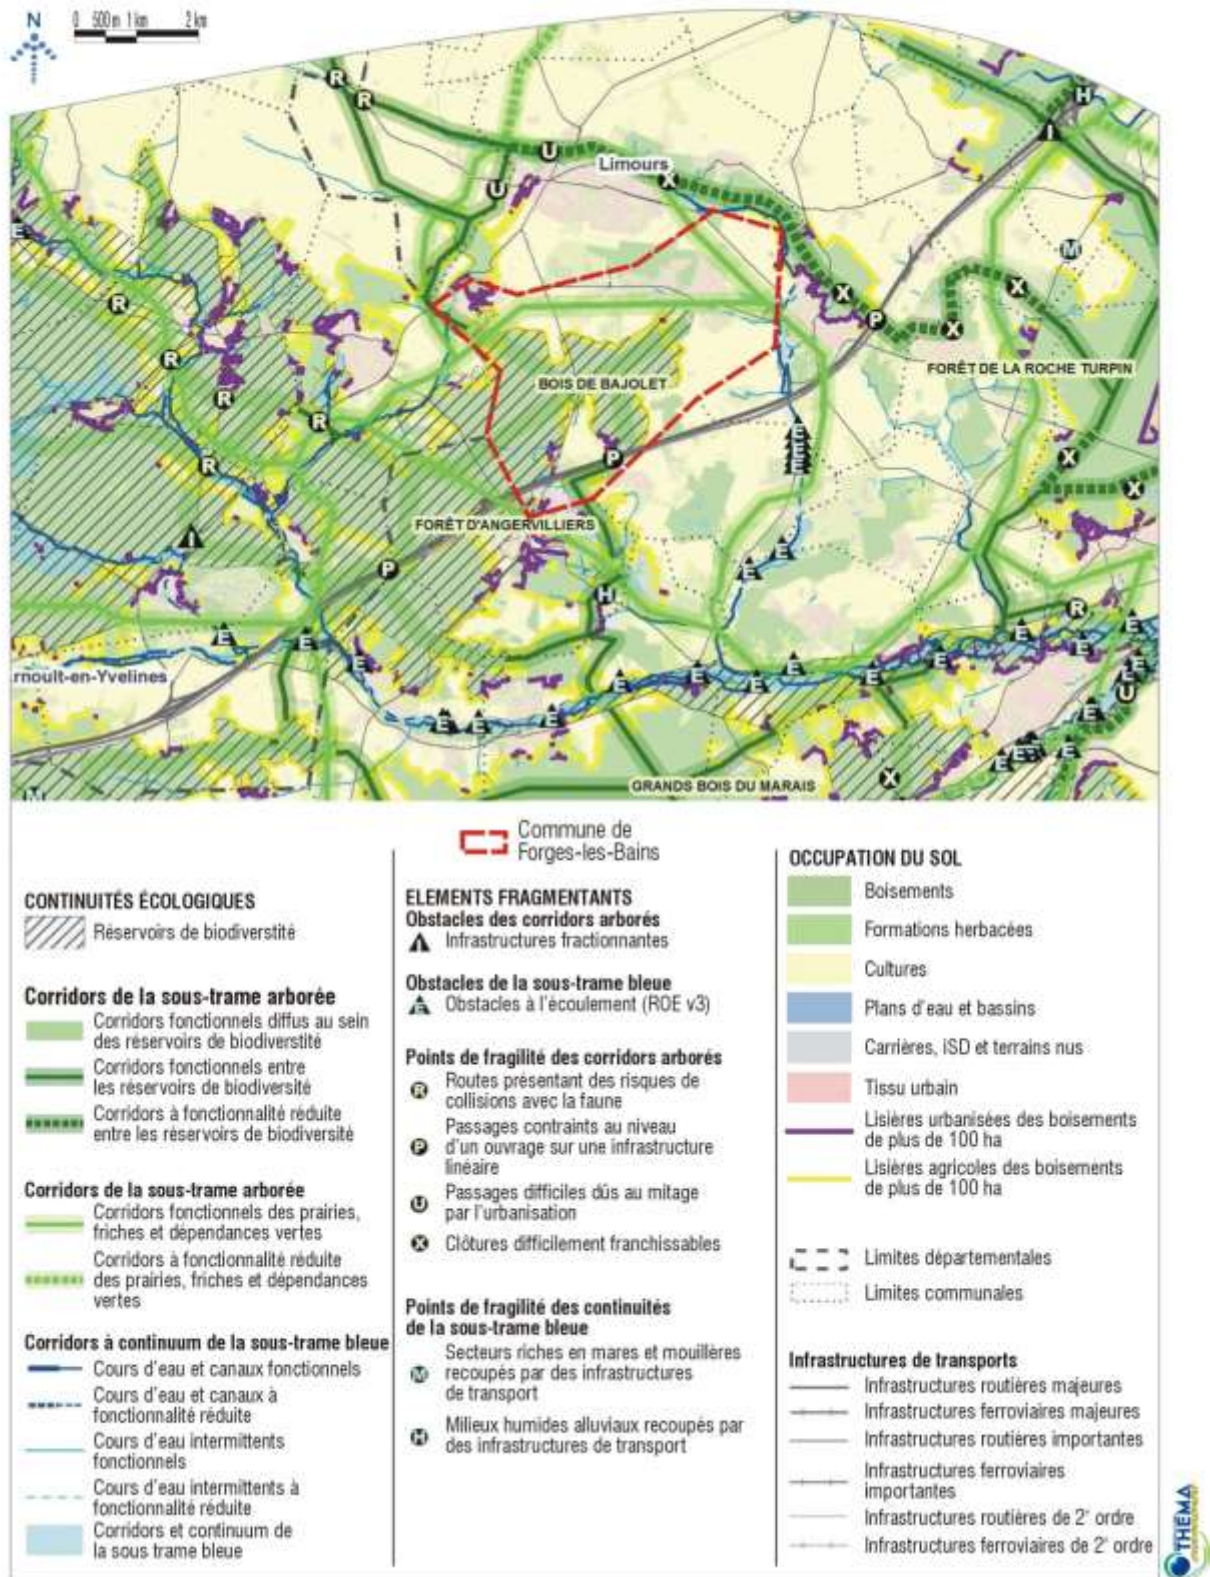 N
0 500 m 1 km 2 km
R
R
U
Limours
X
H
I
U
M
E
R
X
X
P
X
R
FORÊT DE LA ROCHE TURPIN
BOIS DE BAJOLET
R
R
E
E
E
E
P
X
R
X
FORÊT D'ANGERVILLIERS
I
P
E
E
H
R
E
E
E
E
E
E
E
rnoult-en-Yvelines
E
E
E
E
E
E
E
E
U
E
E
E
E
E
E
E
X
GRANDS BOIS DU MARAIS
M
Commune de
Forges-les-Bains
CONTINUITÉS ÉCOLOGIQUES
Réservoirs de biodiverstité
Corridors de la sous-trame arborée
Corridors fonctionnels diffus au sein
des réservoirs de biodiverstité
Corridors fonctionnels entre
les réservoirs de biodiversité
Corridors à fonctionnalité réduite
entre les réservoirs de biodiversité
Corridors de la sous-trame arborée
Corridors fonctionnels des prairies,
friches et dépendances vertes
Corridors à fonctionnalité réduite
des prairies, friches et dépendances
vertes
Corridors à continuum de la sous-trame bleue
Cours d'eau et canaux fonctionnels
Cours d'eau et canaux à
fonctionnalité réduite
Cours d'eau intermittents
fonctionnels
Cours d'eau intermittents à
fonctionnalité réduite
Corridors et continuum de
la sous trame bleue
ELEMENTS FRAGMENTANTS
Obstacles des corridors arborés
I Infrastructures fractionnantes
Obstacles de la sous-trame bleue
E Obstacles à l'écoulement (ROE v3)
Points de fragilité des corridors arborés
R Routes présentant des risques de
collisions avec la faune
Passages contraints au niveau
P d'un ouvrage sur une infrastructure
linéaire
U Passages difficiles dûs au mitage
par l'urbanisation
X Clôtures difficilement franchissables
Points de fragilité des continuités
de la sous-trame bleue
Secteurs riches en mares et mouillères
M recoupés par des infrastructures
de transport
H Milieux humides alluviaux recoupés par
des infrastructures de transport
OCCUPATION DU SOL
Boisements
Formations herbacées
Cultures
Plans d'eau et bassins
Carrières, ISD et terrains nus
Tissu urbain
Lisières urbanisées des boisements
de plus de 100 ha
Lisières agricoles des boisements
de plus de 100 ha
Limites départementales
Limites communales
Infrastructures de transports
Infrastructures routières majeures
Infrastructures ferroviaires majeures
Infrastructures routières importantes
Infrastructures ferroviaires
importantes
Infrastructures routières de 2° ordre
Infrastructures ferroviaires de 2° ordre
THEMA